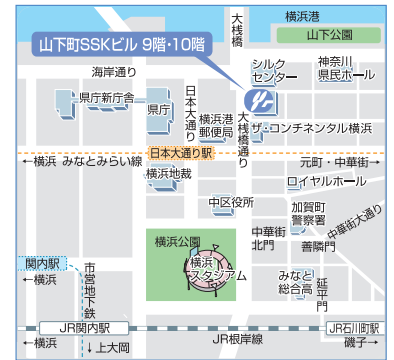 横浜港
大桟橋
山下公園
山下町SSKビル 9階・10階
海岸通り
シルク
センター
神奈川
県民ホール
県庁新庁舎
県庁
日本大通り
横浜港
郵便局
大桟橋通り
ザ・コンチネンタル横浜
日本大通り駅
←横浜 みなとみらい線
元町・中華街→
横浜地裁
ロイヤルホール
中区役所
加賀町
警察署
中華街大通り
中華街
北門
善隣門
横浜公園
横浜
スタジアム
関内駅
←横浜
市営地下鉄
みなと
総合高
延平門
JR関内駅
JR石川町駅
←横浜
↓上大岡
JR根岸線
磯子→